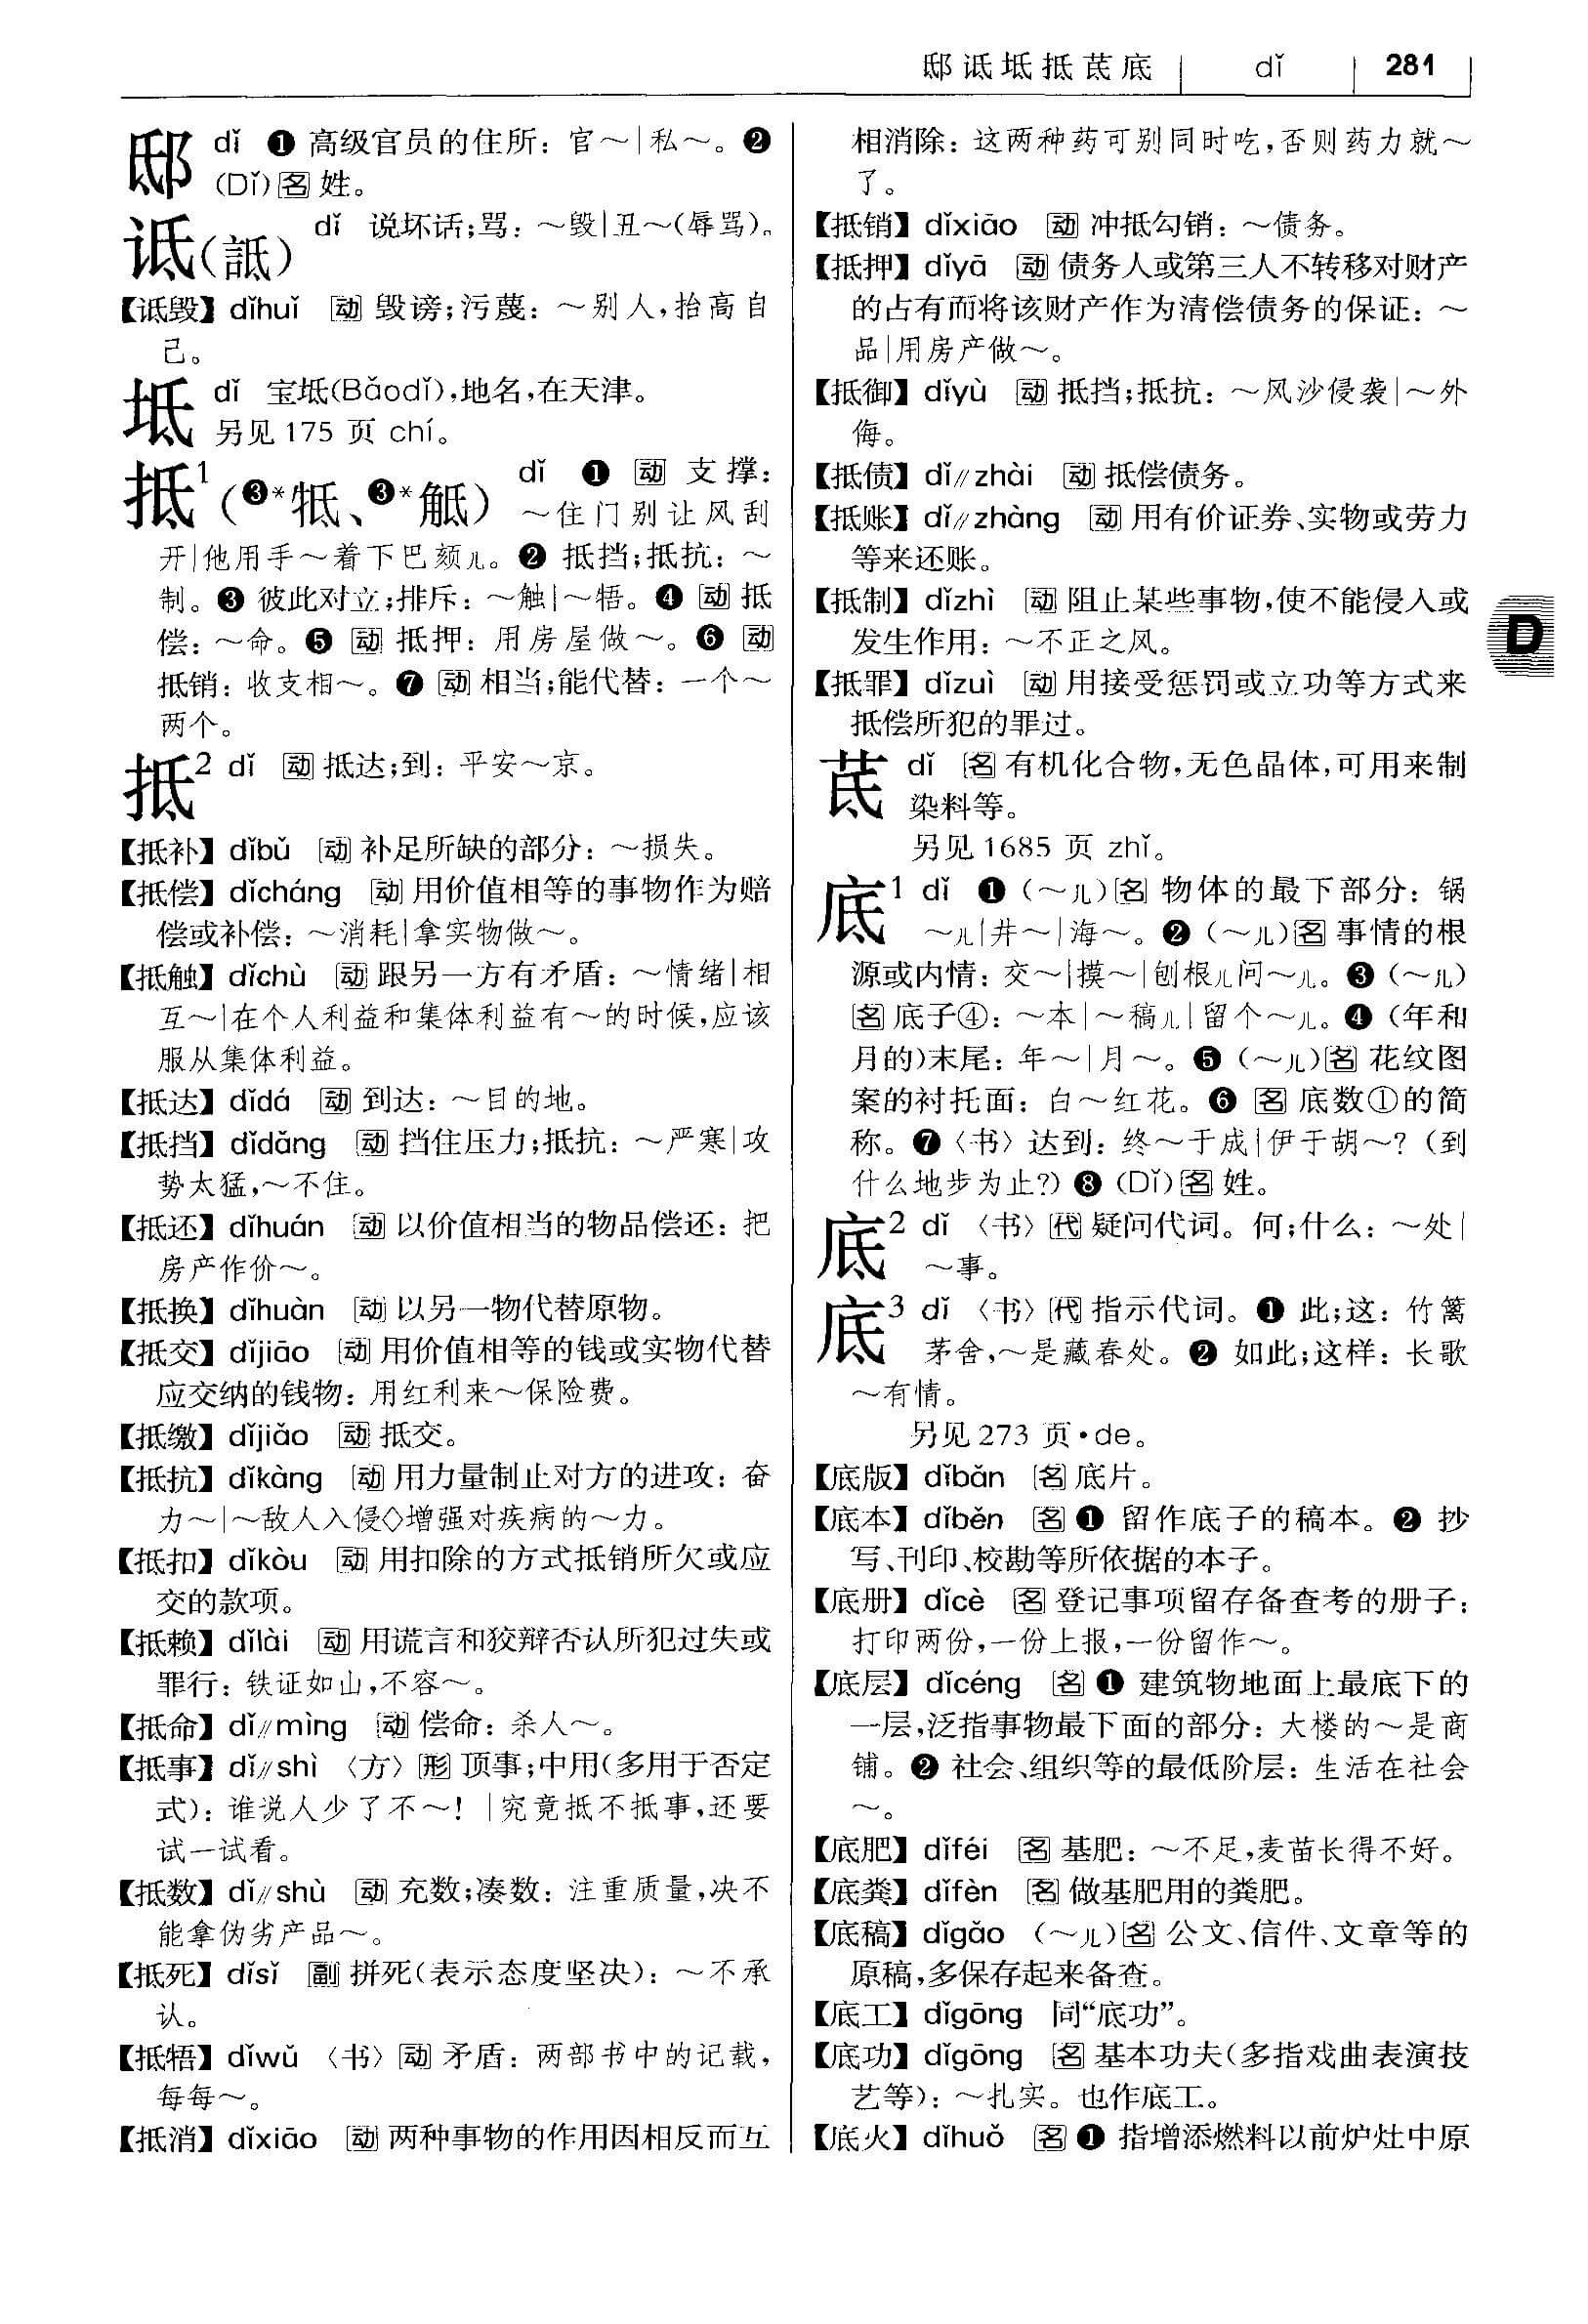 邸诋坻抵茋底 dǐ 281
邸 dǐ ❶ 高级官员的住所：官～|私～。❷
(Dǐ)[名]姓。
诋(詆) dǐ 说坏话;骂：～毁|丑～(辱骂)。
【诋毁】dǐhuǐ [动]毁谤;污蔑：～别人,抬高自
己。
坻 dǐ 宝坻(Bǎodǐ),地名,在天津。
另见175 页 chí。
抵¹(❸*牴、❸*觝) dǐ ❶ [动] 支撑：
～住门别让风刮
开|他用手～着下巴颏儿。❷ 抵挡;抵抗：～
制。❸ 彼此对立;排斥：～触|～牾。❹ [动]抵
偿：～命。❺ [动] 抵押：用房屋做～。❻ [动]
抵销：收支相～。❼ [动]相当;能代替：一个～
两个。
抵² dǐ [动]抵达;到：平安～京。
【抵补】dǐbǔ [动]补足所缺的部分：～损失。
【抵偿】dǐcháng [动]用价值相等的事物作为赔
偿或补偿：～消耗|拿实物做～。
【抵触】dǐchù [动]跟另一方有矛盾：～情绪|相
互～|在个人利益和集体利益有～的时候,应该
服从集体利益。
【抵达】dǐdá [动]到达：～目的地。
【抵挡】dǐdǎng [动]挡住压力;抵抗：～严寒|攻
势太猛,～不住。
【抵还】dǐhuán [动]以价值相当的物品偿还：把
房产作价～。
【抵换】dǐhuàn [动]以另一物代替原物。
【抵交】dǐjiāo [动]用价值相等的钱或实物代替
应交纳的钱物：用红利来～保险费。
【抵缴】dǐjiǎo [动]抵交。
【抵抗】dǐkàng [动]用力量制止对方的进攻：奋
力～|～敌人入侵◇增强对疾病的～力。
【抵扣】dǐkòu [动]用扣除的方式抵销所欠或应
交的款项。
【抵赖】dǐlài [动]用谎言和狡辩否认所犯过失或
罪行：铁证如山,不容～。
【抵命】dǐ∥mìng [动]偿命：杀人～。
【抵事】dǐ∥shì 〈方〉[形]顶事;中用(多用于否定
式)：谁说人少了不～！|究竟抵不抵事,还要
试一试看。
【抵数】dǐ∥shù [动]充数;凑数：注重质量,决不
能拿伪劣产品～。
【抵死】dǐsǐ [副]拼死(表示态度坚决)：～不承
认。
【抵牾】dǐwǔ 〈书〉[动]矛盾：两部书中的记载,
每每～。
【抵消】dǐxiāo [动]两种事物的作用因相反而互
相消除：这两种药可别同时吃,否则药力就～
了。
【抵销】dǐxiāo [动]冲抵勾销：～债务。
【抵押】dǐyā [动]债务人或第三人不转移对财产
的占有而将该财产作为清偿债务的保证：～
品|用房产做～。
【抵御】dǐyù [动]抵挡;抵抗：～风沙侵袭|～外
侮。
【抵债】dǐ∥zhài [动]抵偿债务。
【抵账】dǐ∥zhàng [动]用有价证券、实物或劳力
等来还账。
【抵制】dǐzhì [动]阻止某些事物,使不能侵入或
发生作用：～不正之风。
【抵罪】dǐzuì [动]用接受惩罚或立功等方式来
抵偿所犯的罪过。
茋 dǐ [名]有机化合物,无色晶体,可用来制
染料等。
另见1685 页 zhǐ。
底¹ dǐ ❶ (～儿)[名]物体的最下部分：锅
～儿|井～|海～。❷ (～儿)[名]事情的根
源或内情：交～|摸～|刨根儿问～儿。❸ (～儿)
[名]底子④：～本|～稿儿|留个～儿。❹ (年和
月的)末尾：年～|月～。❺ (～儿)[名]花纹图
案的衬托面：白～红花。❻ [名] 底数①的简
称。❼〈书〉达到：终～于成|伊于胡～？(到
什么地步为止?) ❽ (Dǐ)[名]姓。
底² dǐ 〈书〉[代]疑问代词。何;什么：～处|
～事。
底³ dǐ 〈书〉[代]指示代词。❶ 此;这：竹篱
茅舍,～是藏春处。❷ 如此;这样：长歌
～有情。
另见273 页·de。
【底版】dǐbǎn [名]底片。
【底本】dǐběn [名]❶ 留作底子的稿本。❷ 抄
写、刊印、校勘等所依据的本子。
【底册】dǐcè [名]登记事项留存备查考的册子：
打印两份,一份上报,一份留作～。
【底层】dǐcéng [名]❶ 建筑物地面上最底下的
一层,泛指事物最下面的部分：大楼的～是商
铺。❷ 社会、组织等的最低阶层：生活在社会
～。
【底肥】dǐféi [名]基肥：～不足,麦苗长得不好。
【底粪】dǐfèn [名]做基肥用的粪肥。
【底稿】dǐgǎo (～儿)[名]公文、信件、文章等的
原稿,多保存起来备查。
【底工】dǐgōng 同“底功”。
【底功】dǐgōng [名]基本功夫(多指戏曲表演技
艺等)：～扎实。也作底工。
【底火】dǐhuǒ [名]❶ 指增添燃料以前炉灶中原
D